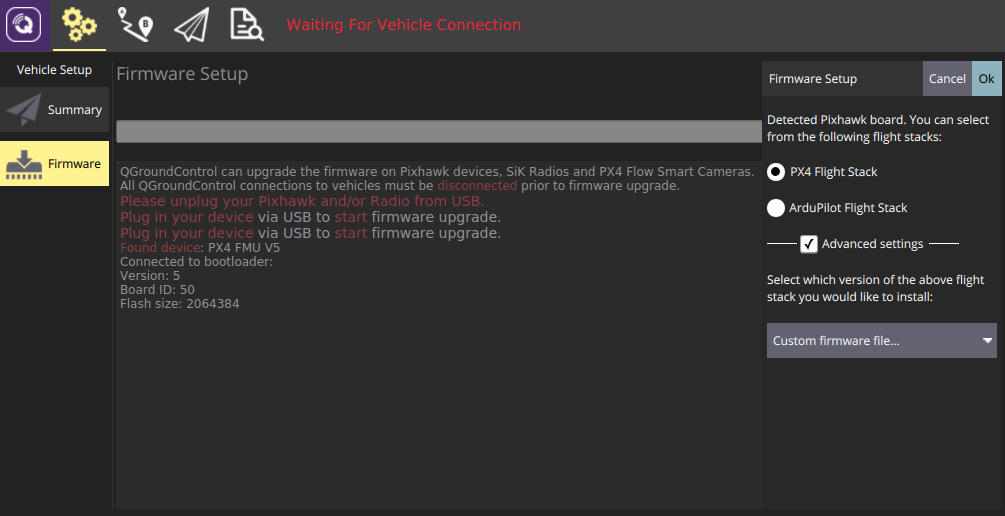 Waiting For Vehicle Connection
Vehicle Setup
Summary
Firmware
Firmware Setup
QGroundControl can upgrade the firmware on Pixhawk devices, SiK Radios and PX4 Flow Smart Cameras.
All QGroundControl connections to vehicles must be disconnected prior to firmware upgrade.
Please unplug your Pixhawk and/or Radio from USB.
Plug in your device via USB to start firmware upgrade.
Plug in your device via USB to start firmware upgrade.
Found device: PX4 FMU V5
Connected to bootloader:
Version: 5
Board ID: 50
Flash size: 2064384
Firmware Setup
Cancel
Ok
Detected Pixhawk board. You can select
from the following flight stacks:
PX4 Flight Stack
ArduPilot Flight Stack
Advanced settings
Select which version of the above flight
stack you would like to install:
Custom firmware file...